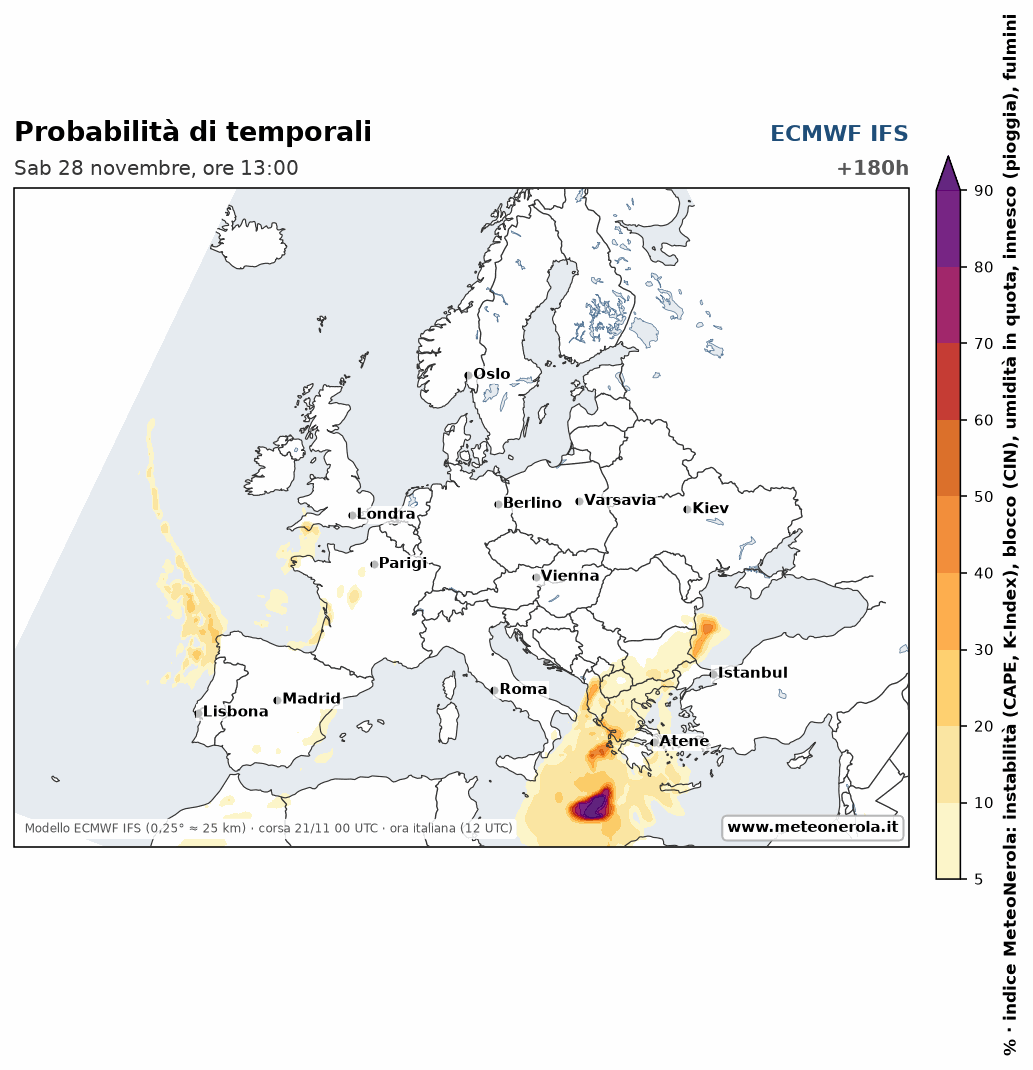 Probabilità di temporali
ECMWF IFS
Sab 28 novembre, ore 13:00
+180h
Oslo
Londra
Berlino
Varsavia
Kiev
Parigi
Vienna
Istanbul
Roma
Madrid
Lisbona
Atene
Modello ECMWF IFS (0,25° ≈ 25 km) · corsa 21/11 00 UTC · ora italiana (12 UTC)
www.meteonerola.it
90
80
70
60
50
40
30
20
10
5
% · indice MeteoNerola: instabilità (CAPE, K-Index), blocco (CIN), umidità in quota, innesco (pioggia), fulmini